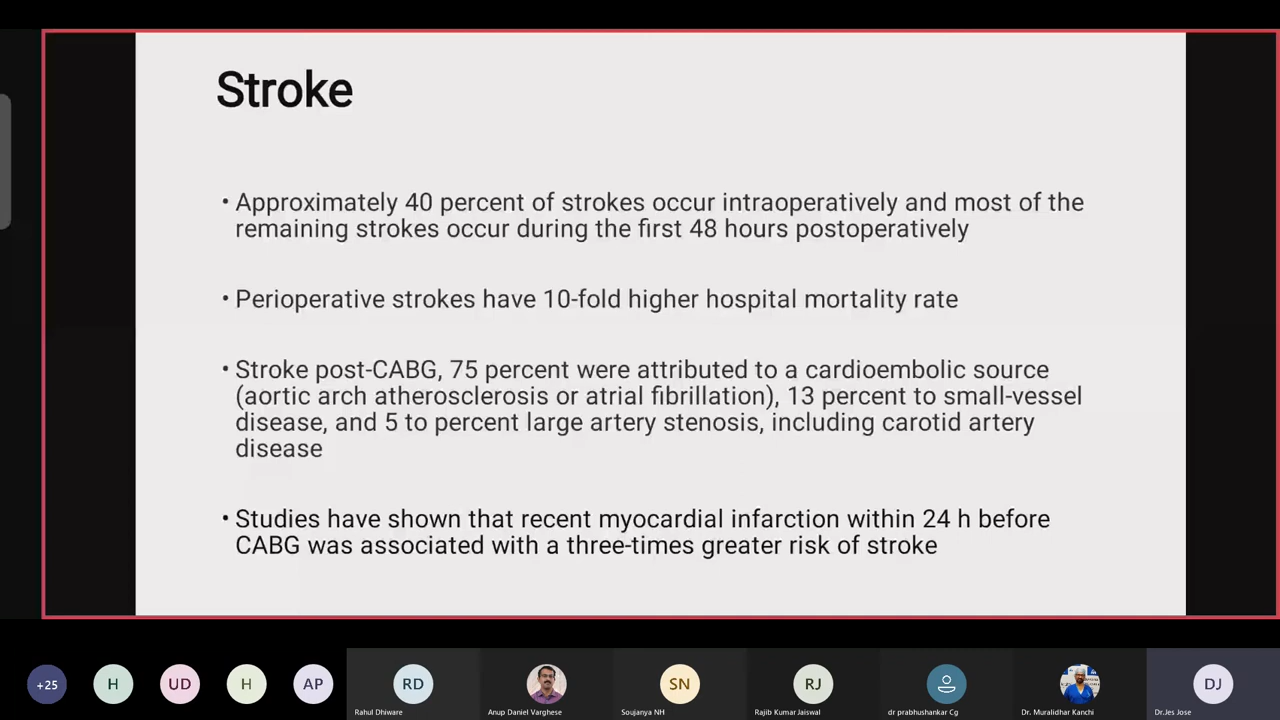 Stroke
• Approximately 40 percent of strokes occur intraoperatively and most of the
remaining strokes occur during the first 48 hours postoperatively
• Perioperative strokes have 10-fold higher hospital mortality rate
• Stroke post-CABG, 75 percent were attributed to a cardioembolic source
(aortic arch atherosclerosis or atrial fibrillation), 13 percent to small-vessel
disease, and 5 to percent large artery stenosis, including carotid artery
disease
• Studies have shown that recent myocardial infarction within 24 h before
CABG was associated with a three-times greater risk of stroke
+25
H
UD
H
AP
RD
SN
RJ
DJ
Rahul Dhiware
Anup Daniel Varghese
Soujanya NH
Rajib Kumar Jaiswal
dr prabhushankar Cg
Dr. Muralidhar Kanchi
Dr.Jes Jose